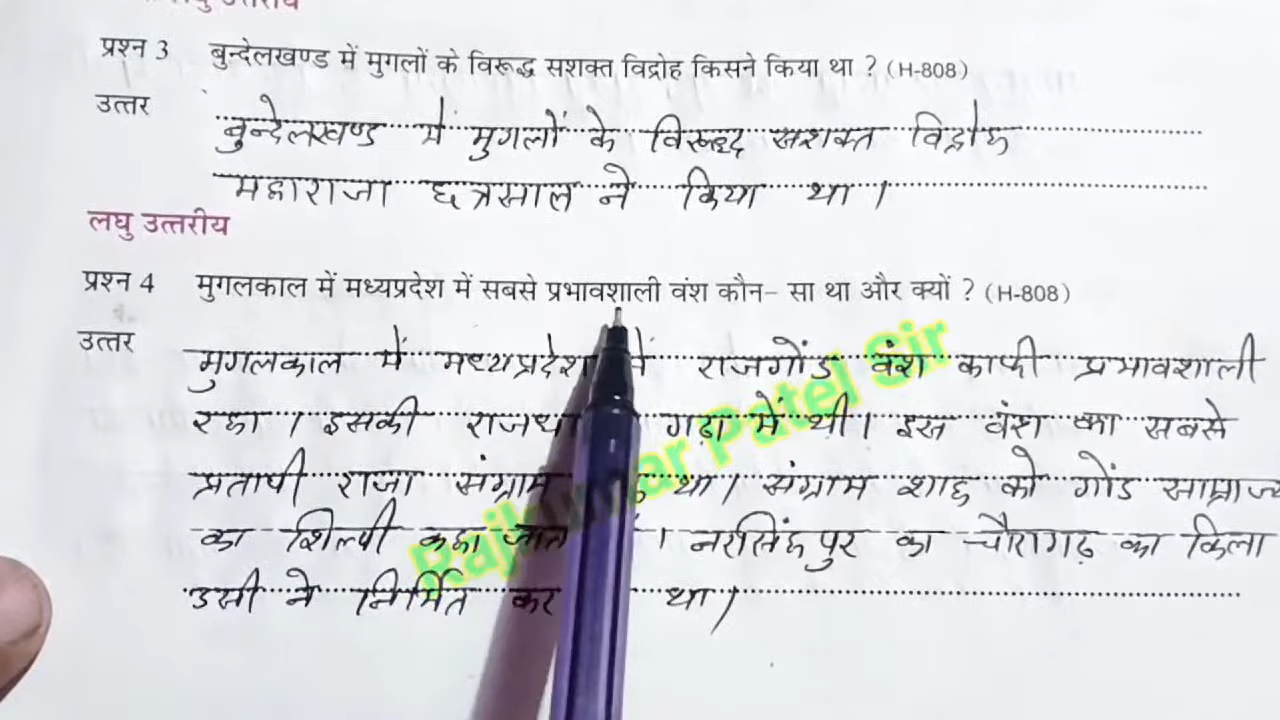 प्रश्न 3 बुन्देलखण्ड में मुगलों के विरूद्ध सशक्त विद्रोह किसने किया था ? (H-808)
उत्तर बुन्देलखण्ड में मुगलों के विरूद्ध सशक्त विद्रोह
महाराजा छत्रसाल ने किया था ।
लघु उत्तरीय
प्रश्न 4 मुगलकाल में मध्यप्रदेश में सबसे प्रभावशाली वंश कौन- सा था और क्यों ? (H-808)
उत्तर मुगलकाल में मध्यप्रदेश में राजगोंड वंश काफी प्रभावशाली
रहा । इसकी गढ़ा में थी। इस वंश का सबसे
प्रतापी राजा संग्राम था। संग्राम शाह को गोंड साम्राज्य
का शिल्पी कहा । नरसिंहपुर का चौरागढ़ का किला
उसी ने निर्मित था।
Rajkumar Patel Sir